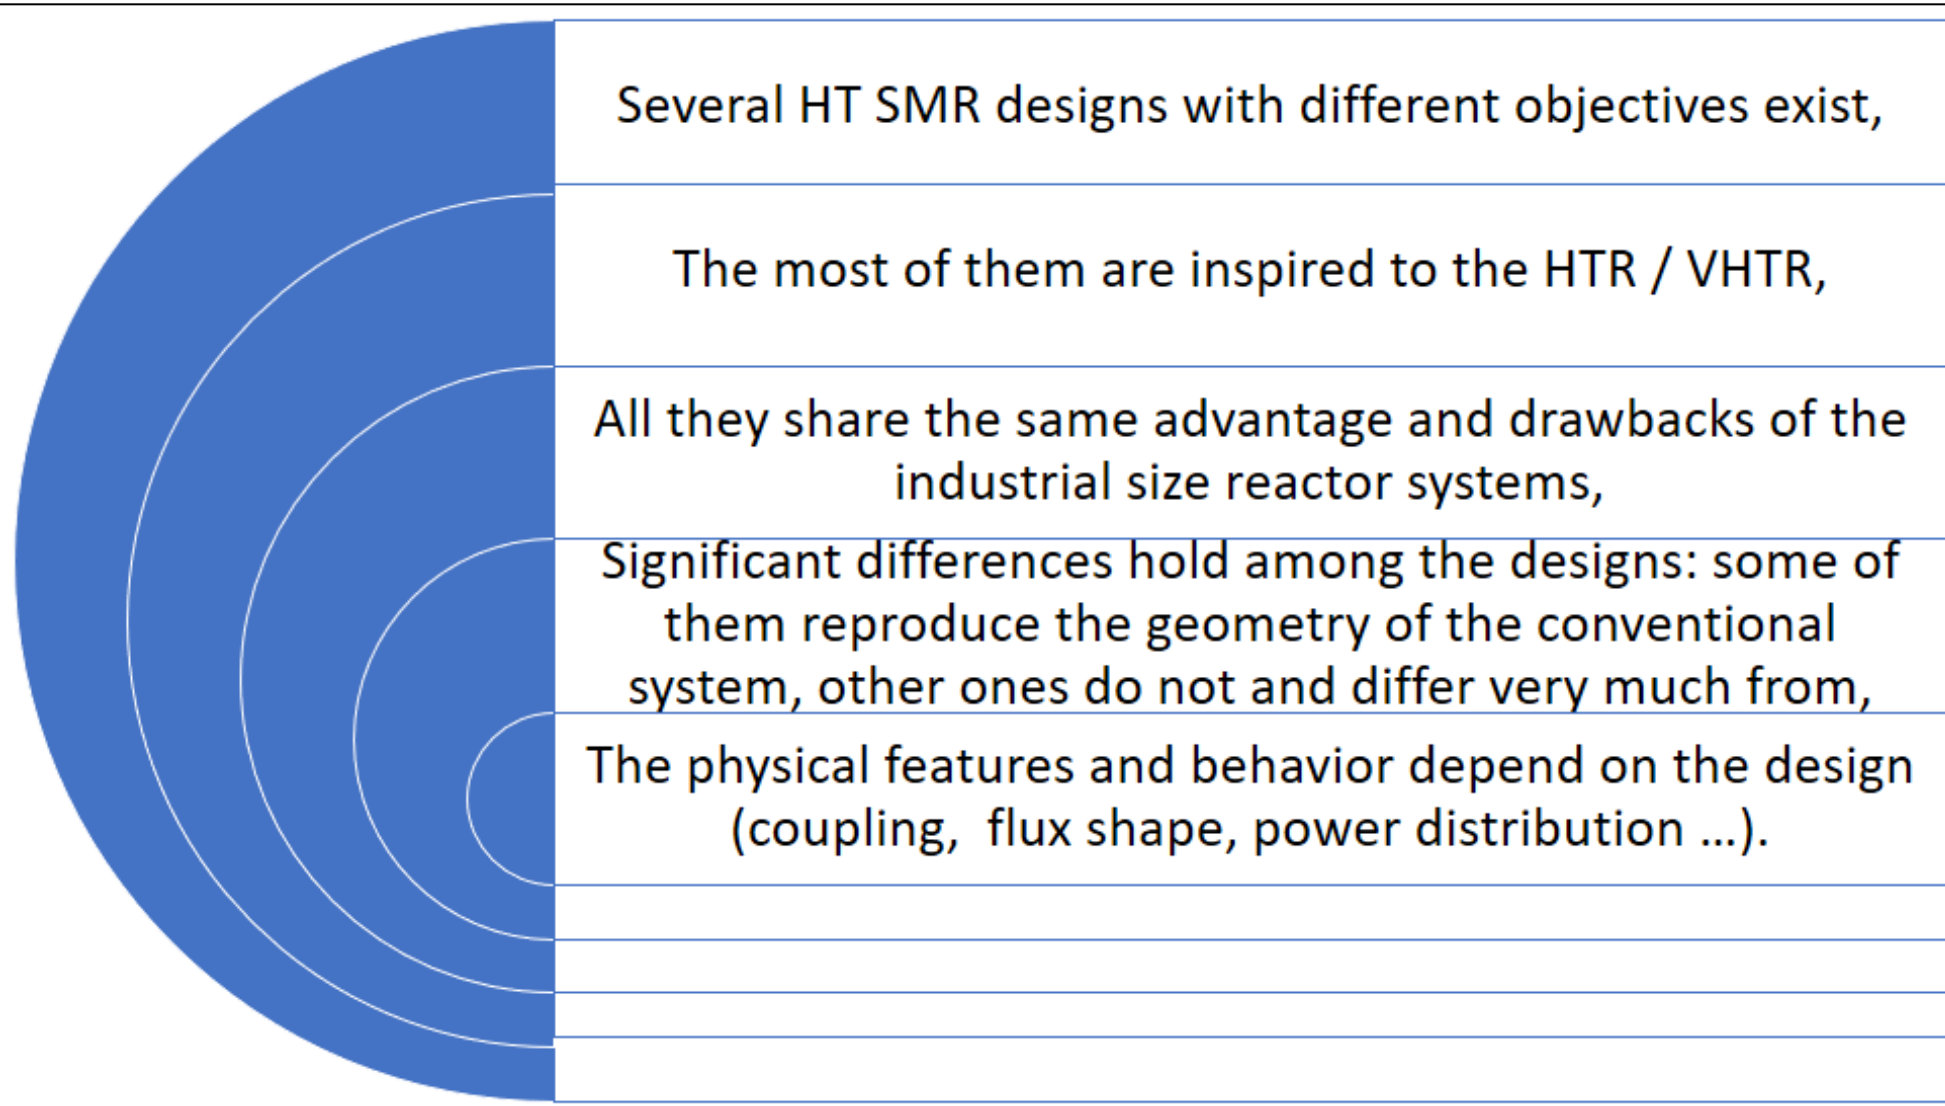 Several HT SMR designs with different objectives exist,
The most of them are inspired to the HTR / VHTR,
All they share the same advantage and drawbacks of the
industrial size reactor systems,
Significant differences hold among the designs: some of
them reproduce the geometry of the conventional
system, other ones do not and differ very much from,
The physical features and behavior depend on the design
(coupling,  flux shape, power distribution …).